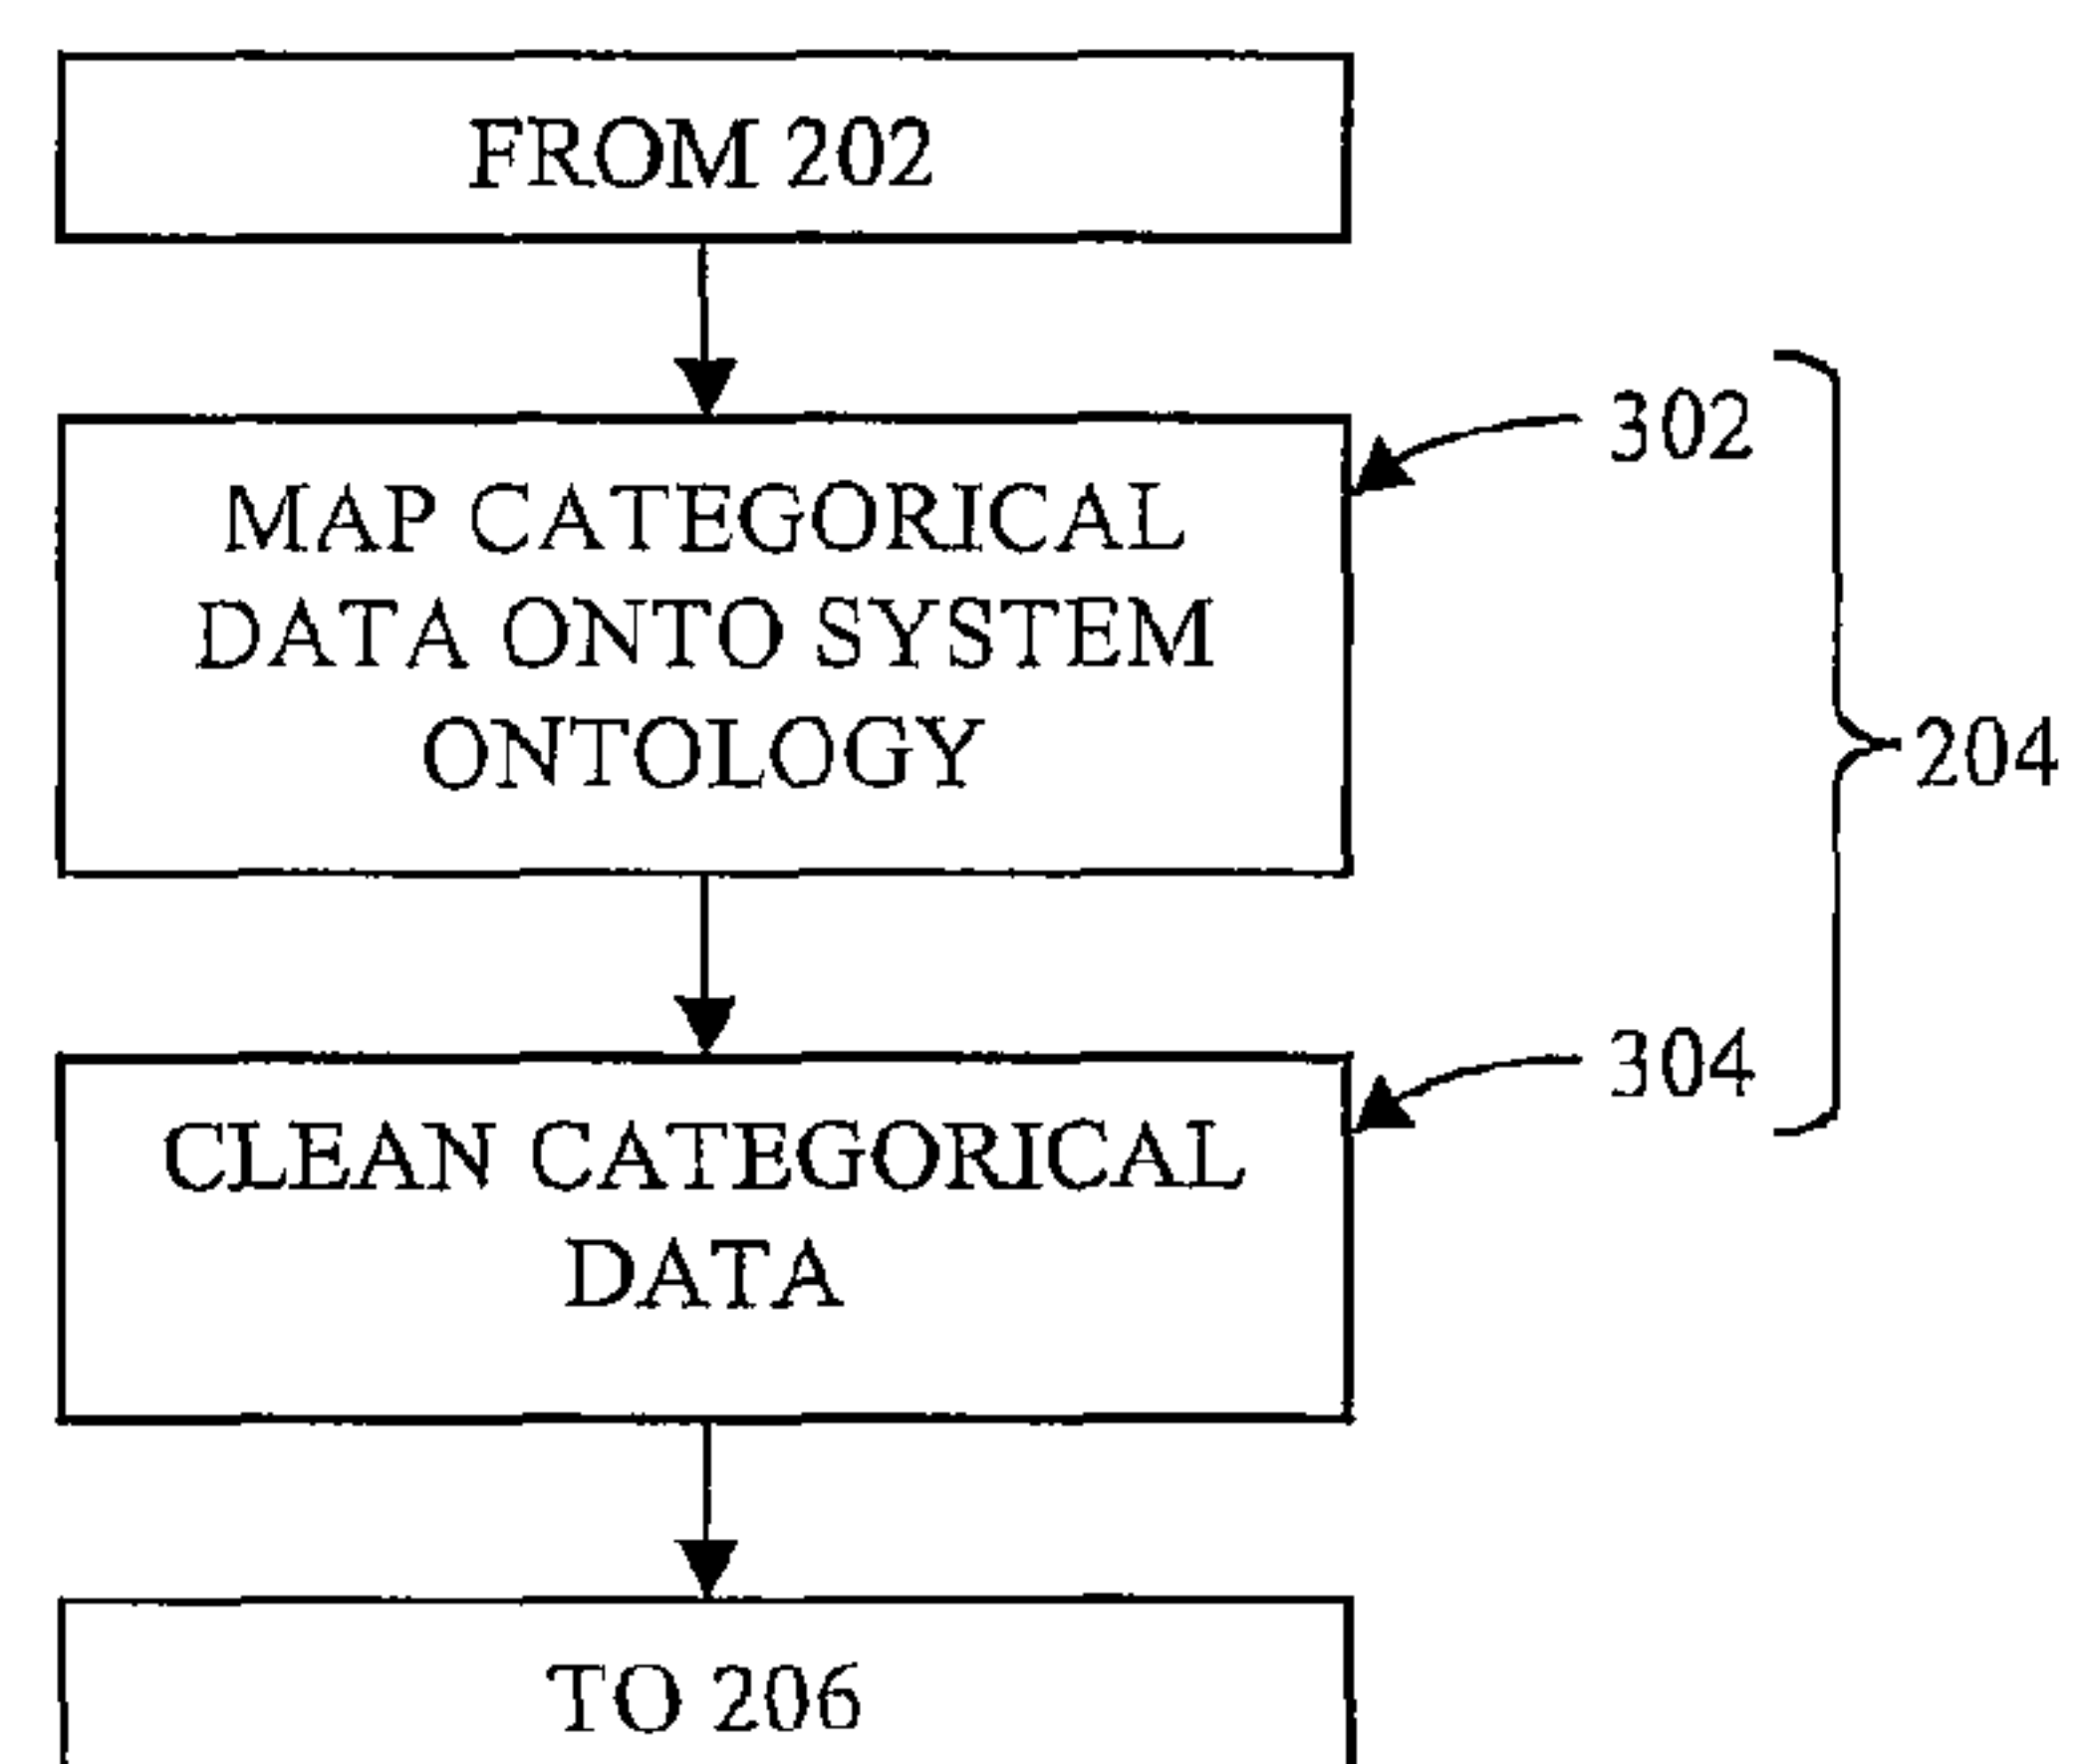 FROM 202
302
MAP CATEGORICAL
DATA ONTO SYSTEM
ONTOLOGY
204
304
CLEAN CATEGORICAL
DATA
TO 206